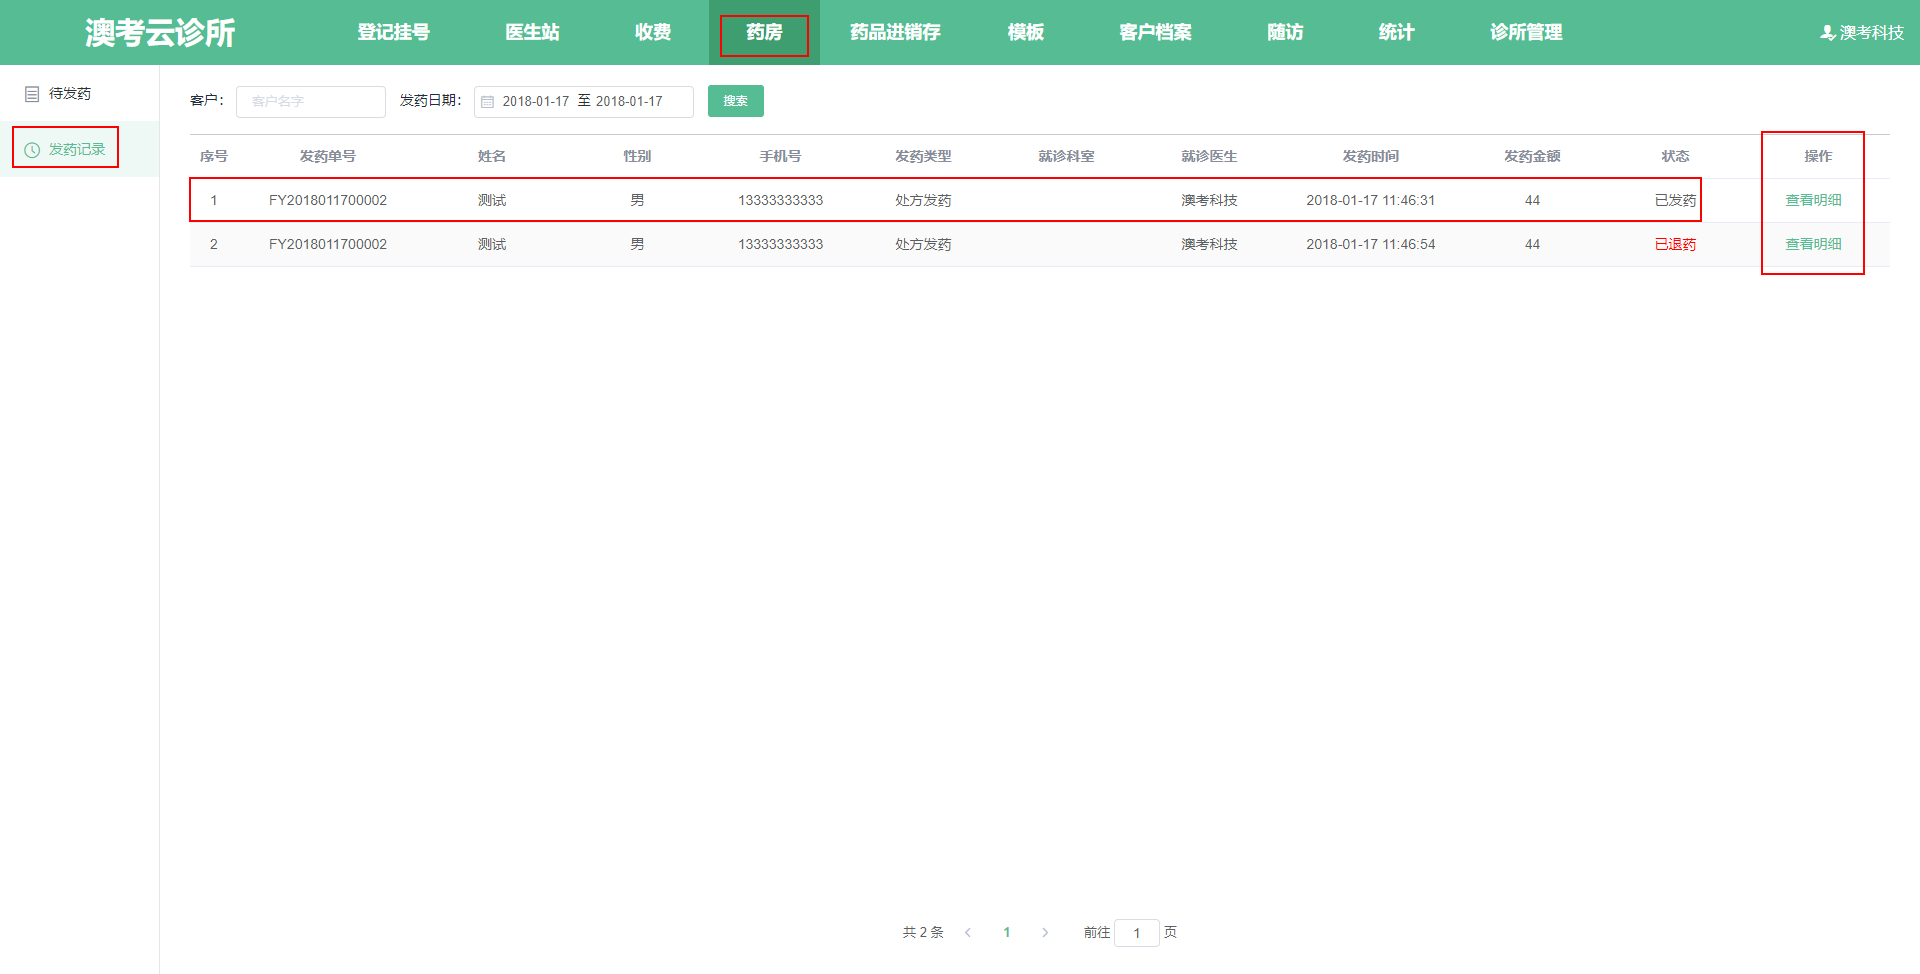 澳考云诊所 登记挂号 医生站 收费 药房 药品进销存 模板 客户档案 随访 统计 诊所管理 澳考科技
待发药
发药记录
客户： 客户名字 发药日期： 2018-01-17 至 2018-01-17 搜索
序号 发药单号 姓名 性别 手机号 发药类型 就诊科室 就诊医生 发药时间 发药金额 状态 操作
1 FY2018011700002 测试 男 13333333333 处方发药 澳考科技 2018-01-17 11:46:31 44 已发药 查看明细
2 FY2018011700002 测试 男 13333333333 处方发药 澳考科技 2018-01-17 11:46:54 44 已退药 查看明细
共 2 条 < 1 > 前往 1 页